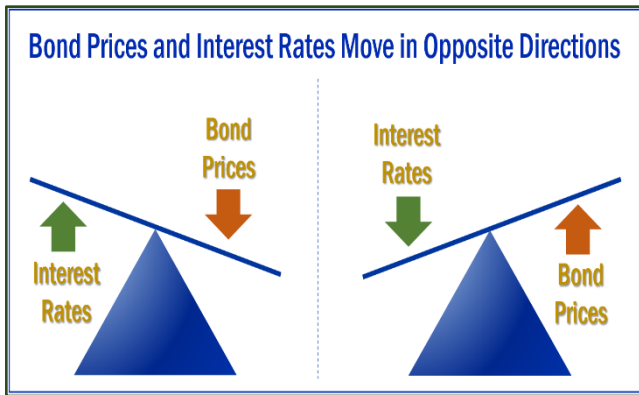 Bond Prices and Interest Rates Move in Opposite Directions
Bond
Prices
Interest
Rates
Interest
Rates
Bond
Prices